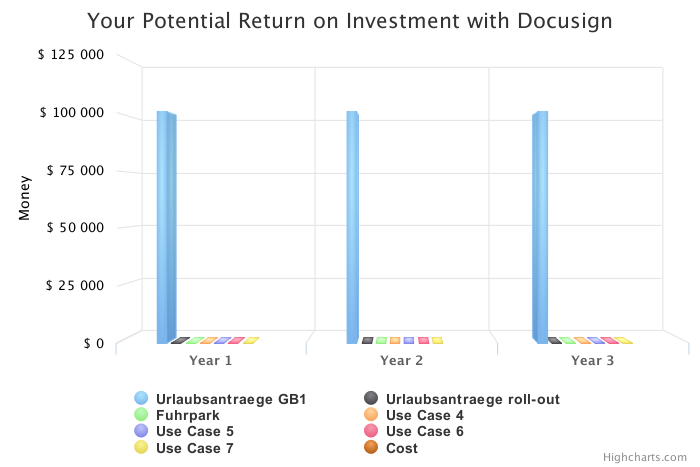 Your Potential Return on Investment with Docusign
$ 125 000
$ 100 000
$ 75 000
$ 50 000
$ 25 000
$ 0
Money
Year 1
Year 2
Year 3
Urlaubsantraege GB1
Urlaubsantraege roll-out
Fuhrpark
Use Case 4
Use Case 5
Use Case 6
Use Case 7
Cost
Highcharts.com